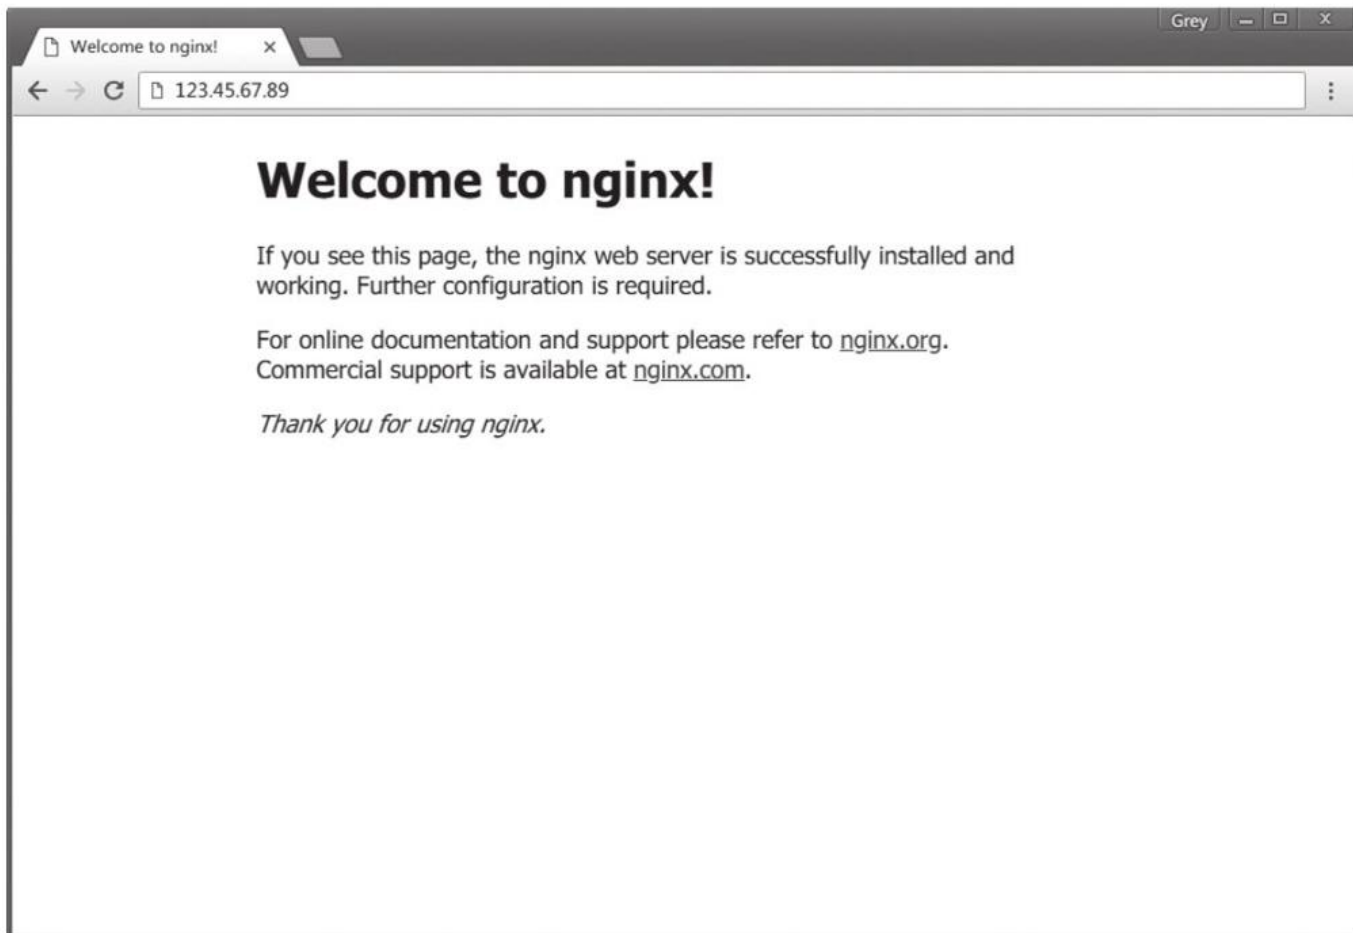 Grey
Welcome to nginx!
123.45.67.89
Welcome to nginx!
If you see this page, the nginx web server is successfully installed and
working. Further configuration is required.
For online documentation and support please refer to nginx.org.
Commercial support is available at nginx.com.
Thank you for using nginx.